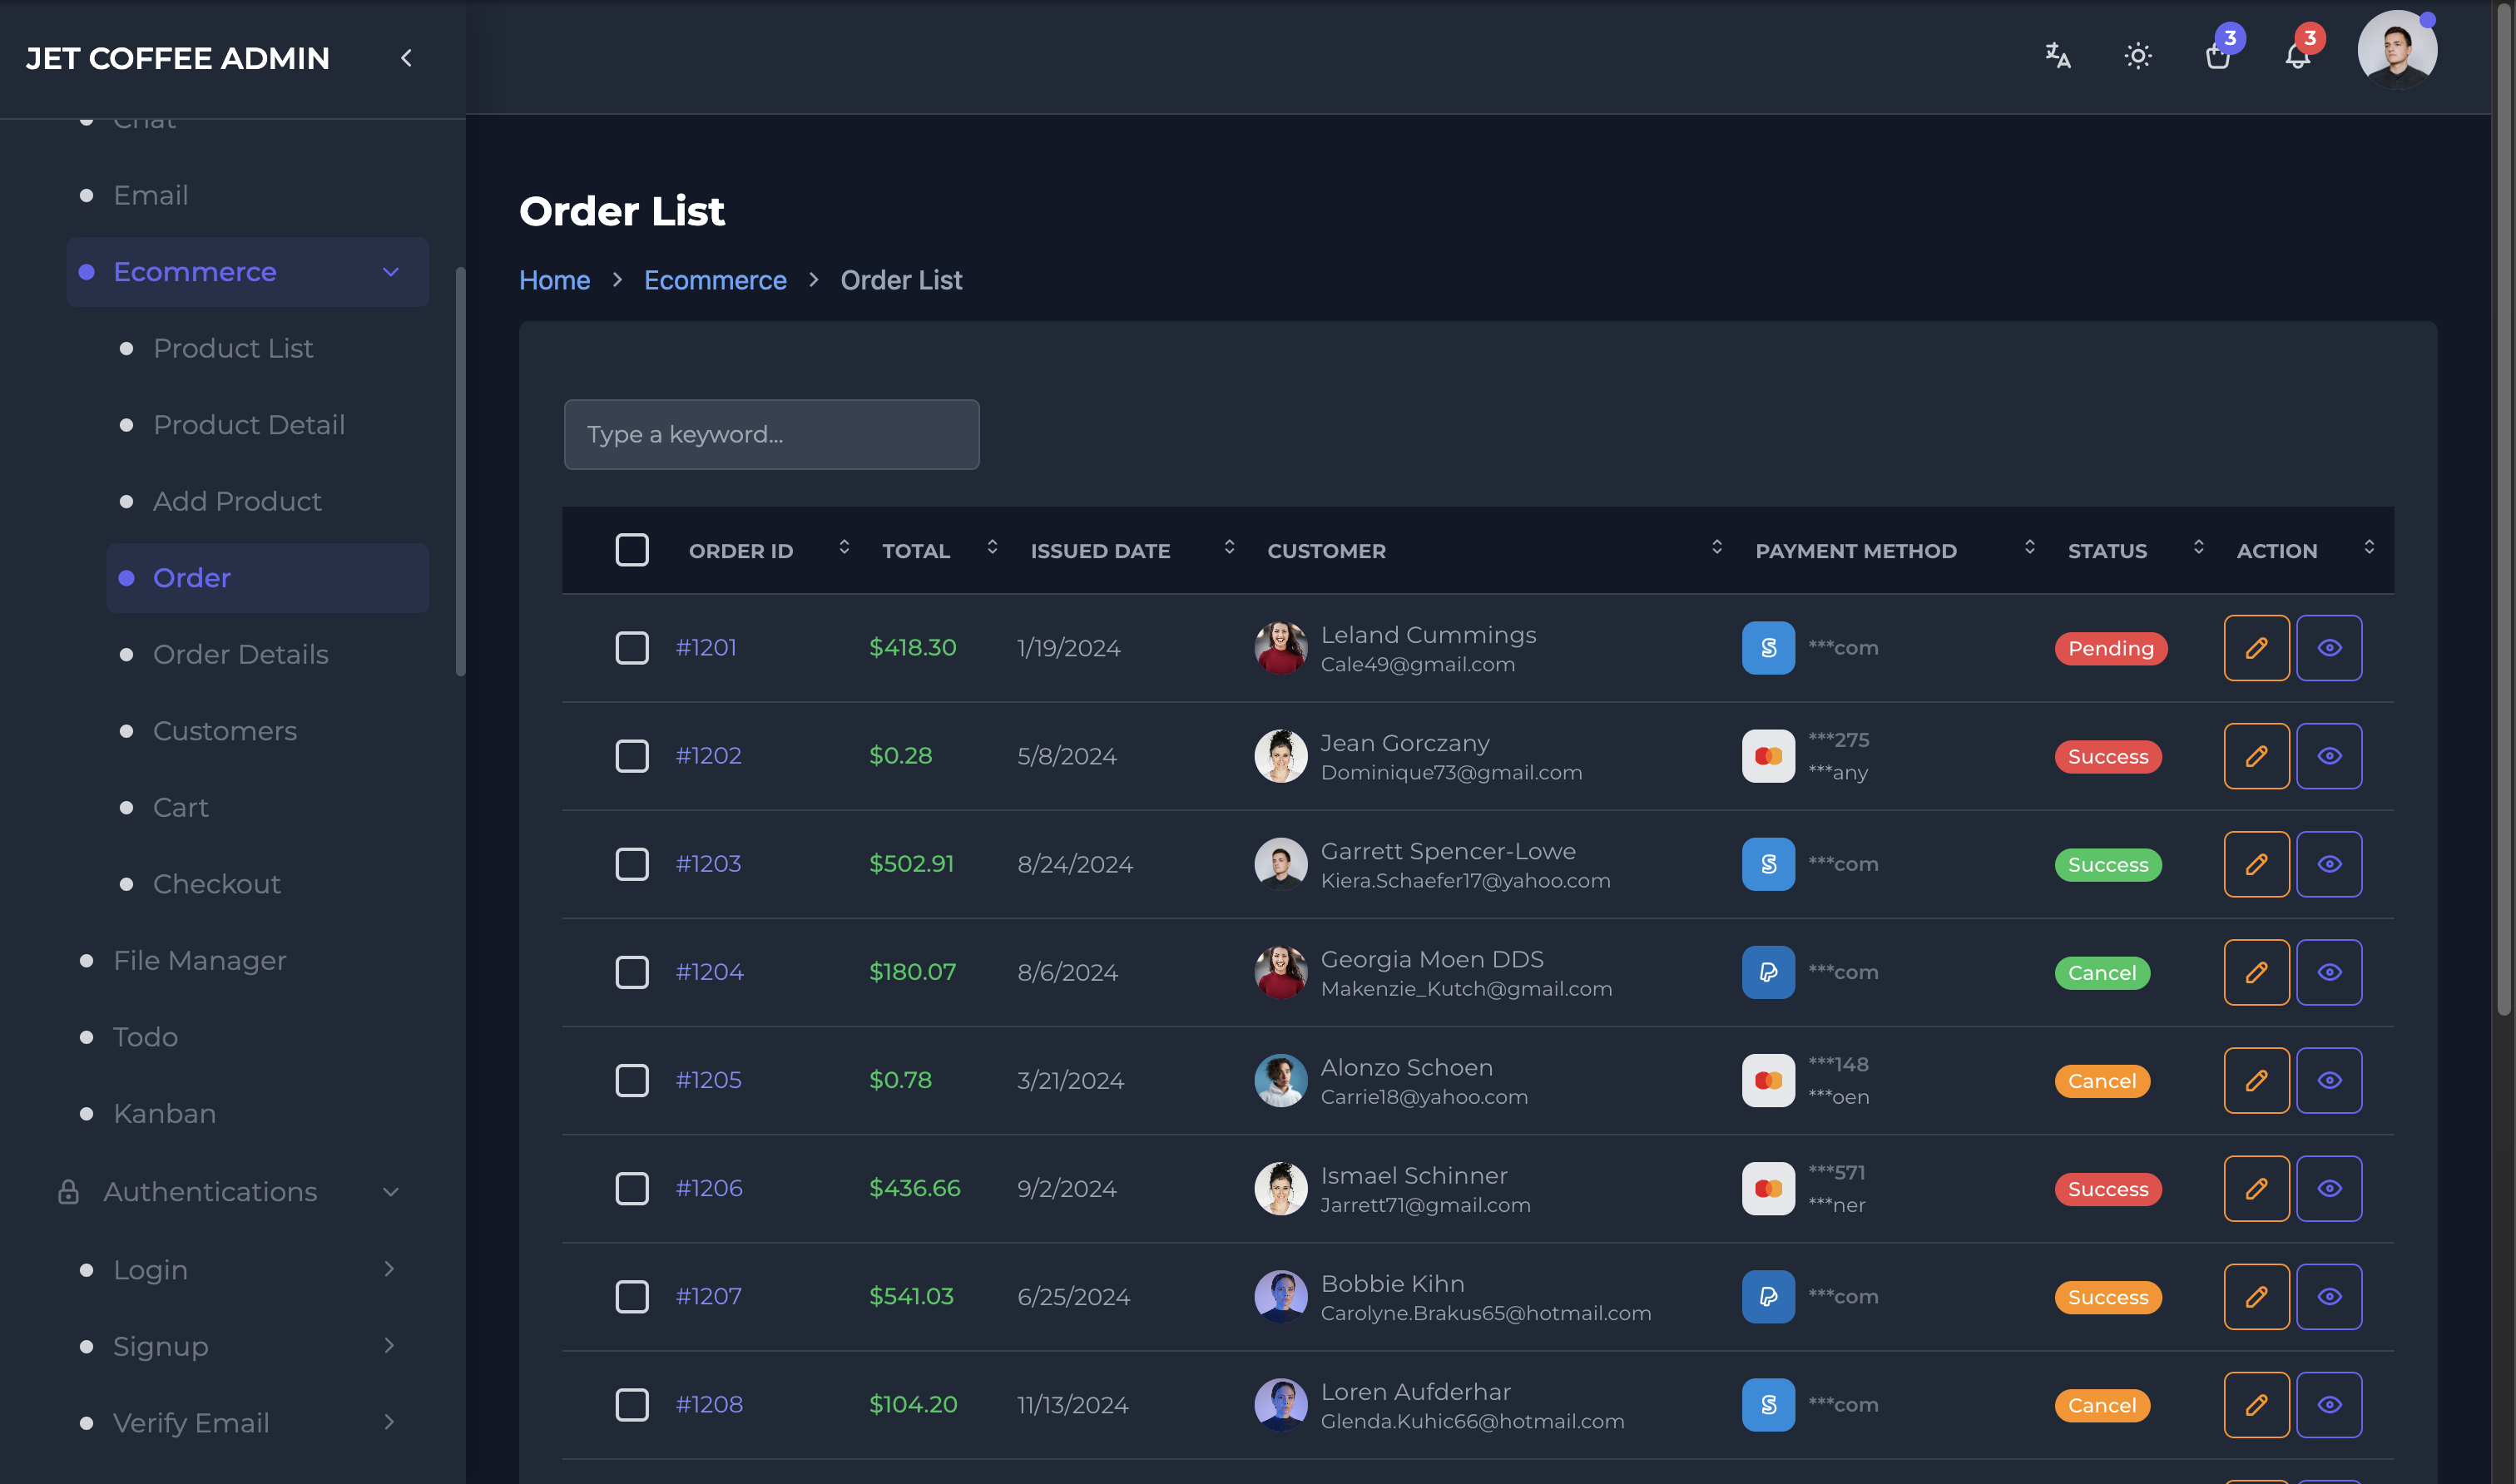 JET COFFEE ADMIN
3
3
Chat
Email
Ecommerce
Product List
Product Detail
Add Product
Order
Order Details
Customers
Cart
Checkout
File Manager
Todo
Kanban
Authentications
Login
Signup
Verify Email
Order List
Home > Ecommerce > Order List
Type a keyword...
ORDER ID TOTAL ISSUED DATE CUSTOMER PAYMENT METHOD STATUS ACTION
#1201 $418.30 1/19/2024 Leland Cummings ***com Pending
Cale49@gmail.com
#1202 $0.28 5/8/2024 Jean Gorczany ***275 Success
Dominique73@gmail.com ***any
#1203 $502.91 8/24/2024 Garrett Spencer-Lowe ***com Success
Kiera.Schaefer17@yahoo.com
#1204 $180.07 8/6/2024 Georgia Moen DDS ***com Cancel
Makenzie_Kutch@gmail.com
#1205 $0.78 3/21/2024 Alonzo Schoen ***148 Cancel
Carrie18@yahoo.com ***oen
#1206 $436.66 9/2/2024 Ismael Schinner ***571 Success
Jarrett71@gmail.com ***ner
#1207 $541.03 6/25/2024 Bobbie Kihn ***com Success
Carolyne.Brakus65@hotmail.com
#1208 $104.20 11/13/2024 Loren Aufderhar ***com Cancel
Glenda.Kuhic66@hotmail.com